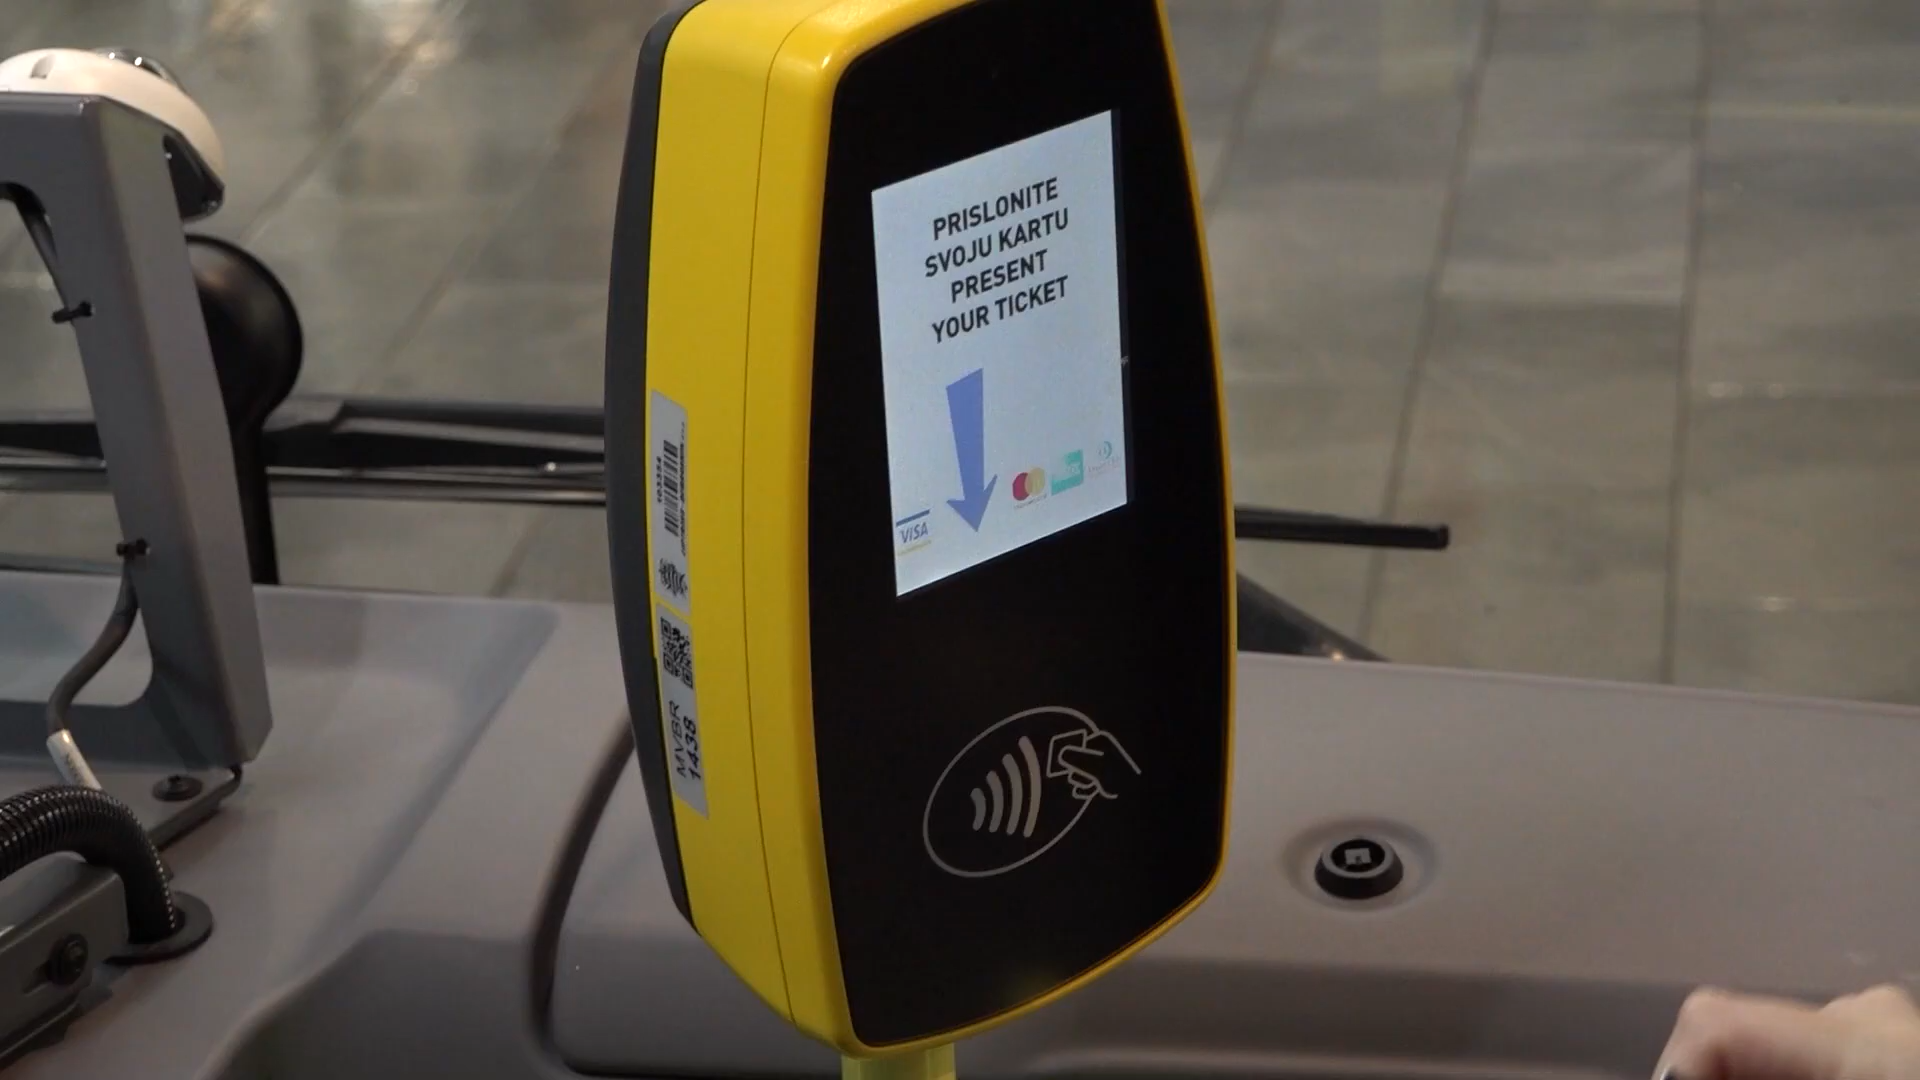 PRISLONITE
SVOJU KARTU
PRESENT
YOUR TICKET
VISA
MVBR
1438